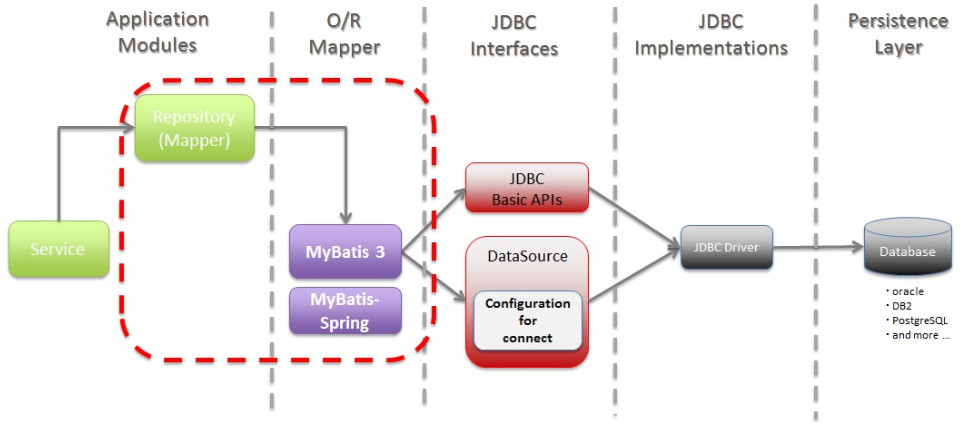 Application
Modules
O/R
Mapper
JDBC
Interfaces
JDBC
Implementations
Persistence
Layer
Repository
(Mapper)
Service
MyBatis 3
MyBatis-
Spring
JDBC
Basic APIs
DataSource
Configuration
for
connect
JDBC Driver
Database
・oracle
・DB2
・PostgreSQL
・and more ...